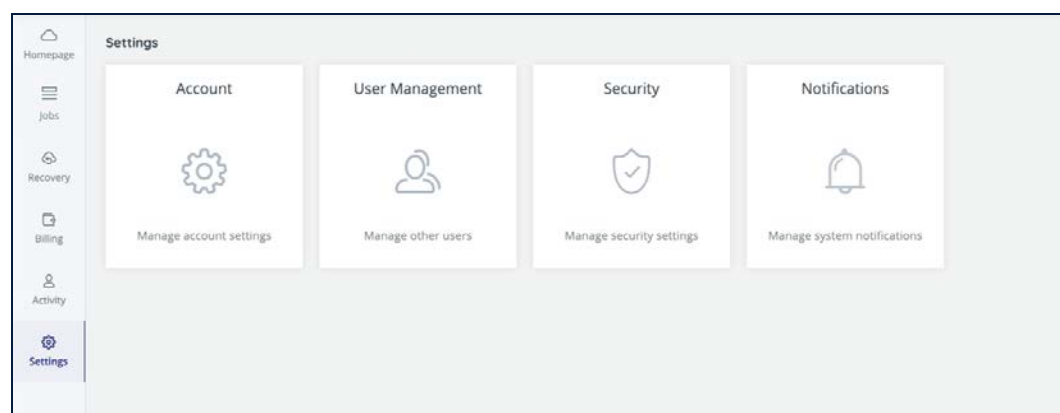 Homepage
Jobs
Recovery
Billing
Activity
Settings
Settings
Account
Manage account settings
User Management
Manage other users
Security
Manage security settings
Notifications
Manage system notifications